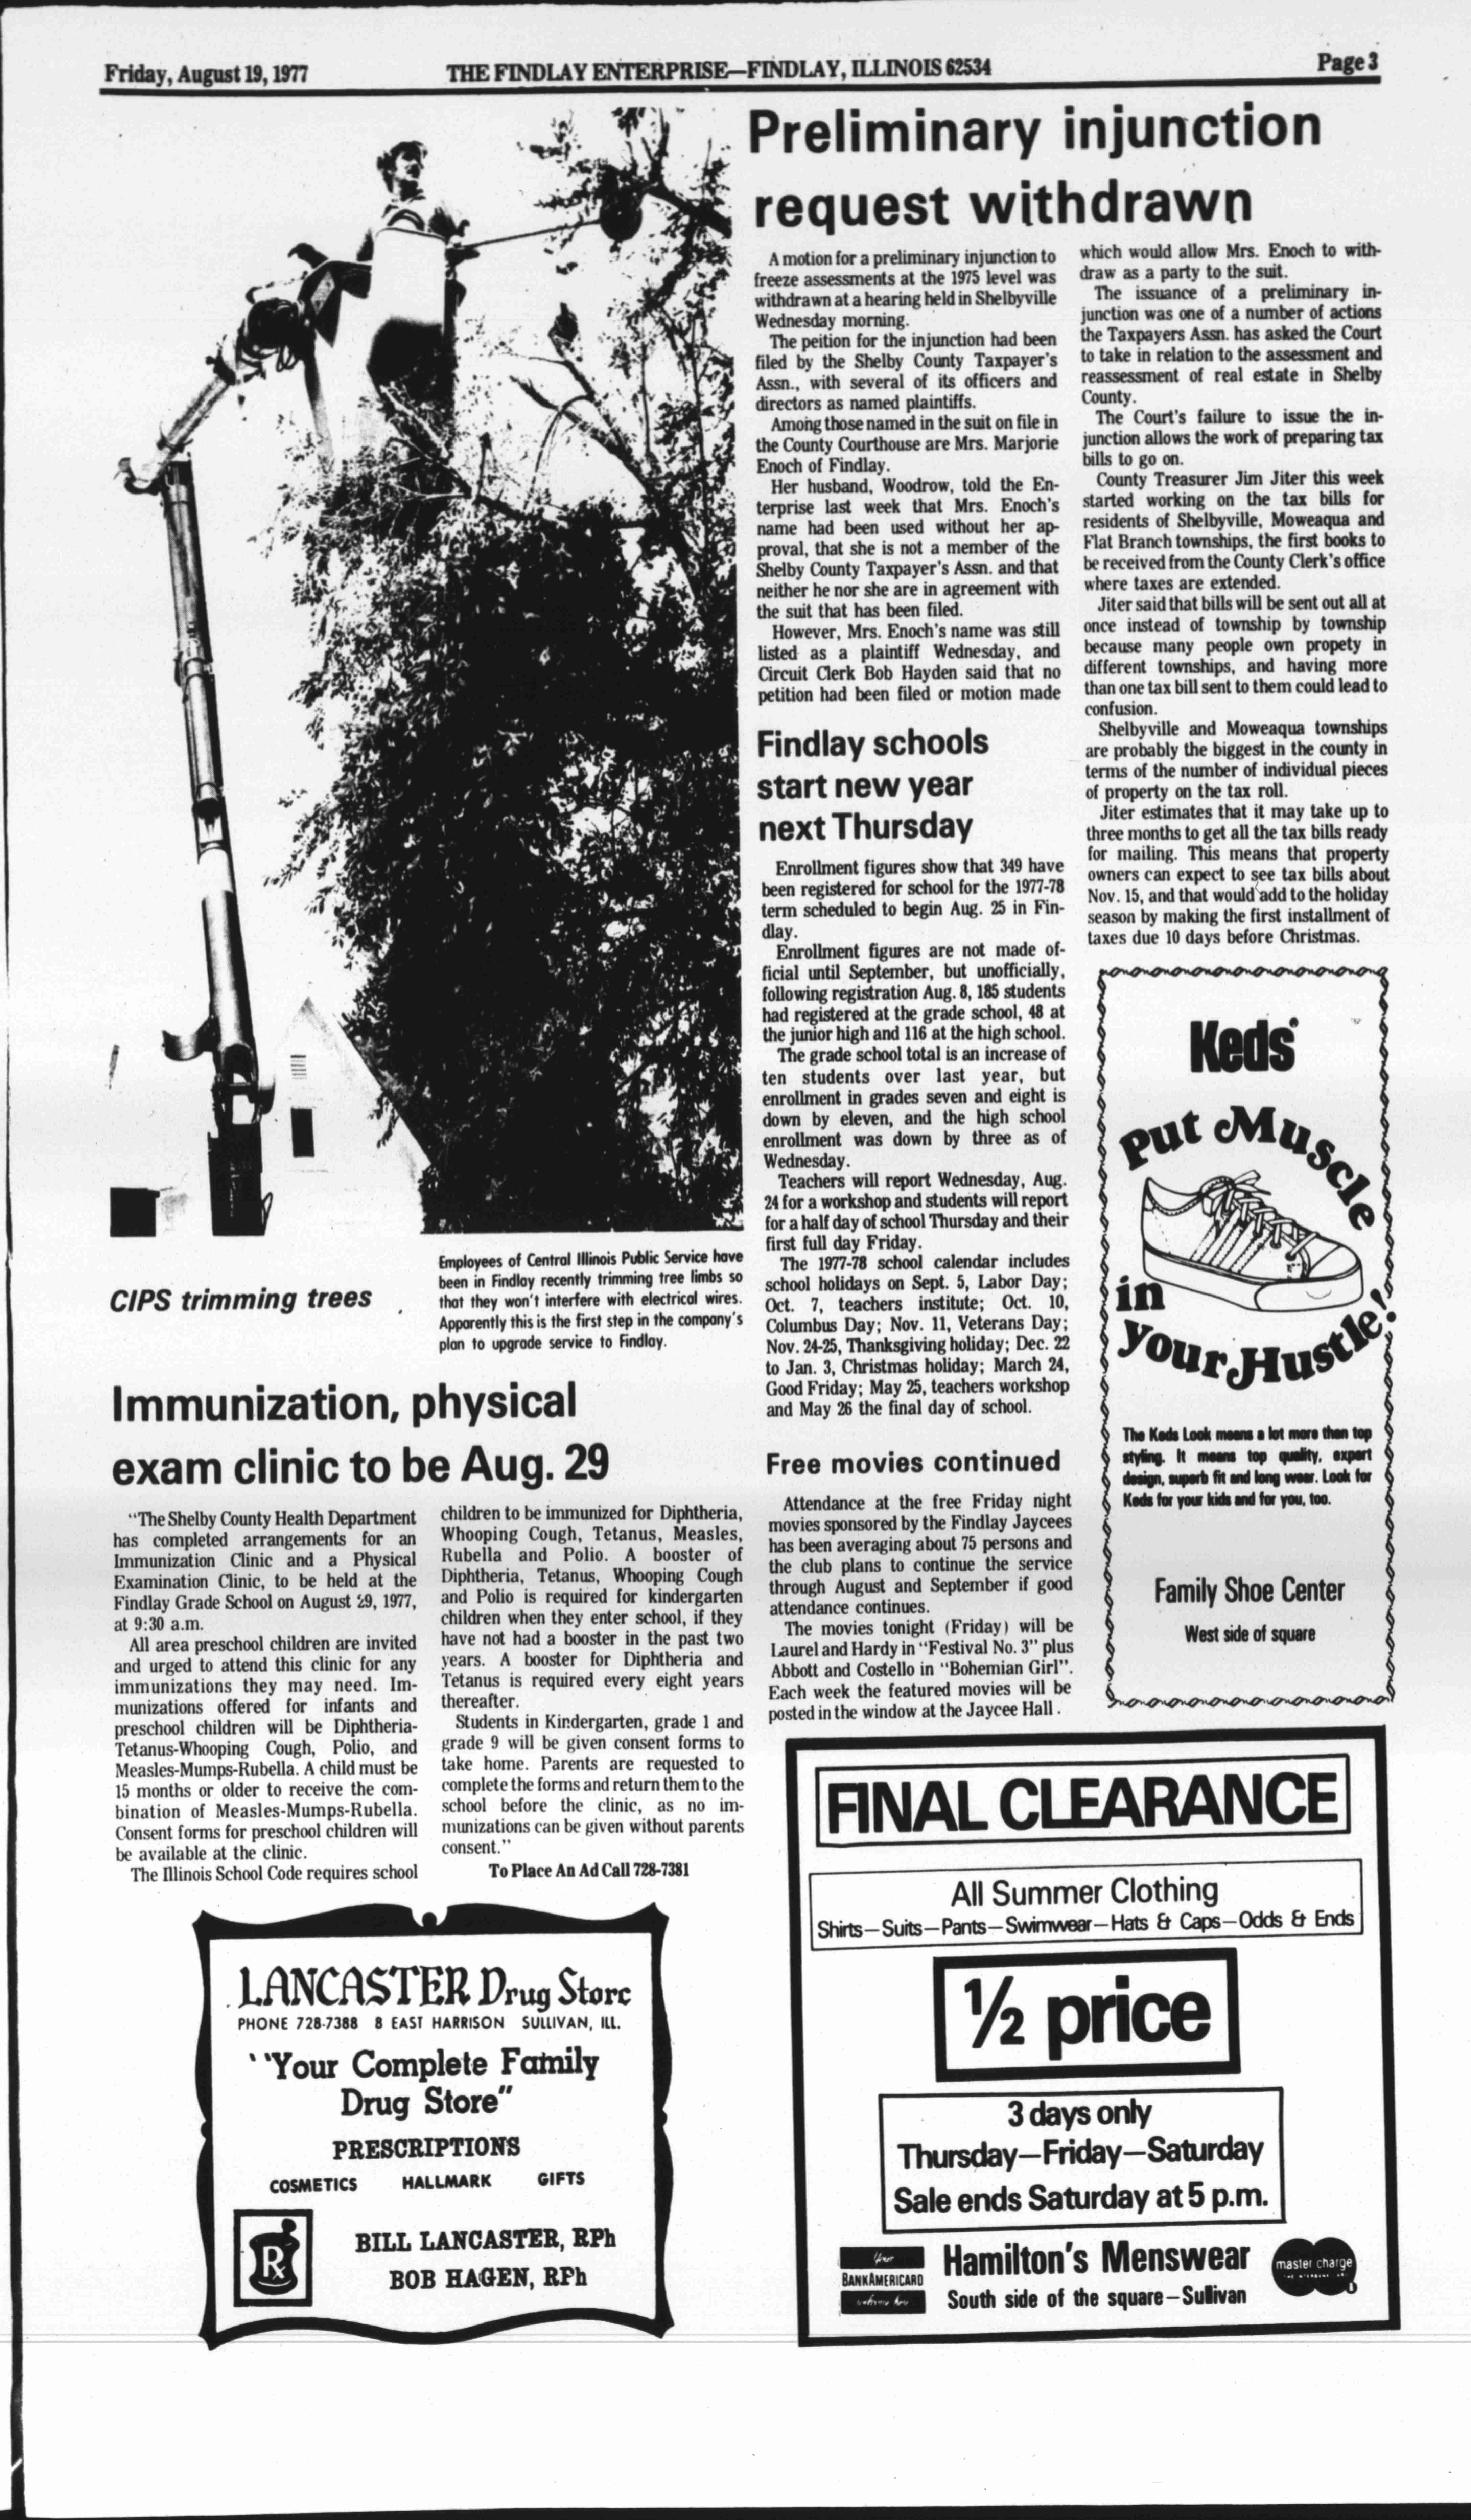 Friday, August 19, 1977
THE FINDLAY ENTERPRISE—FINDLAY, ILLINOIS 62534
Page 3
CIPS trimming trees
Employees of Central Illinois Public Service have
been in Findlay recently trimming tree limbs so
that they won't interfere with electrical wires.
Apparently this is the first step in the company's
plan to upgrade service to Findlay.
Preliminary injunction
request withdrawn
A motion for a preliminary injunction to
freeze assessments at the 1975 level was
withdrawn at a hearing held in Shelbyville
Wednesday morning.
The peition for the injunction had been
filed by the Shelby County Taxpayer's
Assn., with several of its officers and
directors as named plaintiffs.
Among those named in the suit on file in
the County Courthouse are Mrs. Marjorie
Enoch of Findlay.
Her husband, Woodrow, told the En-
terprise last week that Mrs. Enoch's
name had been used without her ap-
proval, that she is not a member of the
Shelby County Taxpayer's Assn. and that
neither he nor she are in agreement with
the suit that has been filed.
However, Mrs. Enoch's name was still
listed as a plaintiff Wednesday, and
Circuit Clerk Bob Hayden said that no
petition had been filed or motion made
which would allow Mrs. Enoch to with-
draw as a party to the suit.
The issuance of a preliminary in-
junction was one of a number of actions
the Taxpayers Assn. has asked the Court
to take in relation to the assessment and
reassessment of real estate in Shelby
County.
The Court's failure to issue the in-
junction allows the work of preparing tax
bills to go on.
County Treasurer Jim Jiter this week
started working on the tax bills for
residents of Shelbyville, Moweaqua and
Flat Branch townships, the first books to
be received from the County Clerk's office
where taxes are extended.
Jiter said that bills will be sent out all at
once instead of township by township
because many people own propety in
different townships, and having more
than one tax bill sent to them could lead to
confusion.
Shelbyville and Moweaqua townships
are probably the biggest in the county in
terms of the number of individual pieces
of property on the tax roll.
Jiter estimates that it may take up to
three months to get all the tax bills ready
for mailing. This means that property
owners can expect to see tax bills about
Nov. 15, and that would add to the holiday
season by making the first installment of
taxes due 10 days before Christmas.
Findlay schools
start new year
next Thursday
Enrollment figures show that 349 have
been registered for school for the 1977-78
term scheduled to begin Aug. 25 in Fin-
dlay.
Enrollment figures are not made of-
ficial until September, but unofficially,
following registration Aug. 8, 185 students
had registered at the grade school, 48 at
the junior high and 116 at the high school.
The grade school total is an increase of
ten students over last year, but
enrollment in grades seven and eight is
down by eleven, and the high school
enrollment was down by three as of
Wednesday.
Teachers will report Wednesday, Aug.
24 for a workshop and students will report
for a half day of school Thursday and their
first full day Friday.
The 1977-78 school calendar includes
school holidays on Sept. 5, Labor Day;
Oct. 7, teachers institute; Oct. 10,
Columbus Day; Nov. 11, Veterans Day;
Nov. 24-25, Thanksgiving holiday; Dec. 22
to Jan. 3, Christmas holiday; March 24,
Good Friday; May 25, teachers workshop
and May 26 the final day of school.
Free movies continued
Attendance at the free Friday night
movies sponsored by the Findlay Jaycees
has been averaging about 75 persons and
the club plans to continue the service
through August and September if good
attendance continues.
The movies tonight (Friday) will be
Laurel and Hardy in "Festival No. 3" plus
Abbott and Costello in "Bohemian Girl".
Each week the featured movies will be
posted in the window at the Jaycee Hall.
Immunization, physical
exam clinic to be Aug. 29
"The Shelby County Health Department
has completed arrangements for an
Immunization Clinic and a Physical
Examination Clinic, to be held at the
Findlay Grade School on August 29, 1977,
at 9:30 a.m.
All area preschool children are invited
and urged to attend this clinic for any
immunizations they may need. Im-
munizations offered for infants and
preschool children will be Diphtheria-
Tetanus-Whooping Cough, Polio, and
Measles-Mumps-Rubella. A child must be
15 months or older to receive the com-
bination of Measles-Mumps-Rubella.
Consent forms for preschool children will
be available at the clinic.
The Illinois School Code requires school
children to be immunized for Diphtheria,
Whooping Cough, Tetanus, Measles,
Rubella and Polio. A booster of
Diphtheria, Tetanus, Whooping Cough
and Polio is required for kindergarten
children when they enter school, if they
have not had a booster in the past two
years. A booster for Diphtheria and
Tetanus is required every eight years
thereafter.
Students in Kindergarten, grade 1 and
grade 9 will be given consent forms to
take home. Parents are requested to
complete the forms and return them to the
school before the clinic, as no im-
munizations can be given without parents
consent."
To Place An Ad Call 728-7381
Keds
Put Muscle
in
your Hustle!
The Keds Look means a lot more than top
styling. It means top quality, expert
design, superb fit and long wear. Look for
Keds for your kids and for you, too.
Family Shoe Center
West side of square
LANCASTER Drug Store
PHONE 728-7388 8 EAST HARRISON SULLIVAN, ILL.
"Your Complete Family
Drug Store"
PRESCRIPTIONS
COSMETICS HALLMARK GIFTS
Rx
BILL LANCASTER, RPh
BOB HAGEN, RPh
FINAL CLEARANCE
All Summer Clothing
Shirts—Suits—Pants—Swimwear—Hats & Caps—Odds & Ends
½ price
3 days only
Thursday—Friday—Saturday
Sale ends Saturday at 5 p.m.
Your
BANKAMERICARD
welcome here
Hamilton's Menswear
South side of the square—Sullivan
master charge